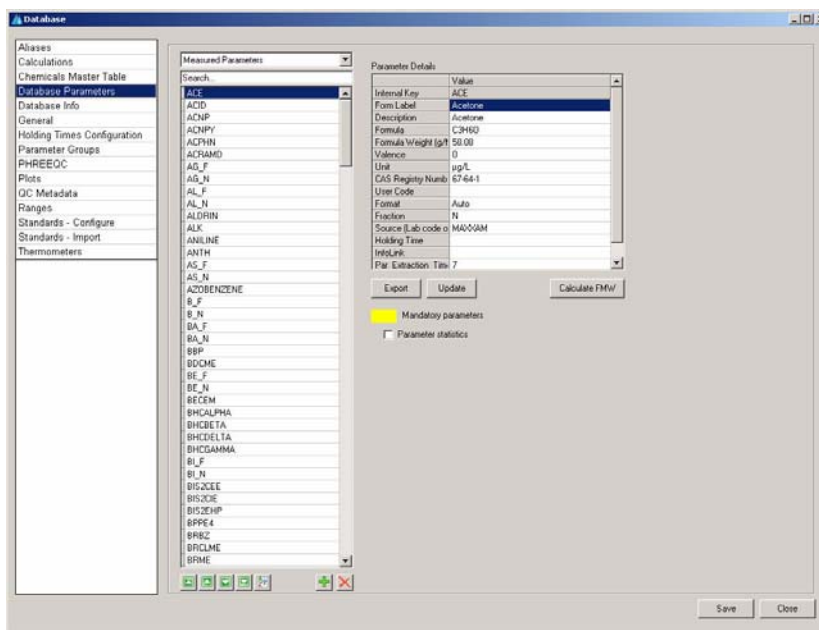 Database
Aliases
Calculations
Chemicals Master Table
Database Parameters
Database Info
General
Holding Times Configuration
Parameter Groups
PHREEQC
Plots
QC Metadata
Ranges
Standards - Configure
Standards - Import
Thermometers
Measured Parameters
Search...
ACE
ACID
ACNP
ACNPY
ACPHN
ACRAMD
AG_F
AG_N
AL_F
AL_N
ALDRIN
ALK
ANILINE
ANTH
AS_F
AS_N
AZOBENZENE
B_F
B_N
BA_F
BA_N
BBP
BDCME
BE_F
BE_N
BECEM
BHCALPHA
BHCBETA
BHCDELTA
BHCGAMMA
BI_F
BI_N
BIS2CEE
BIS2CIE
BIS2EHP
BPPE4
BRBZ
BRCLME
BRME
Parameter Details
Value
Internal Key ACE
Form Label Acetone
Description Acetone
Formula C3H6O
Formula Weight (g/ 58.08
Valence 0
Unit µg/L
CAS Registry Numb 67-64-1
User Code
Format Auto
Fraction N
Source (Lab code o MAXXAM
Holding Time
InfoLink
Par. Extraction Tim 7
Export Update Calculate FMW
Mandatory parameters
Parameter statistics
Save Close